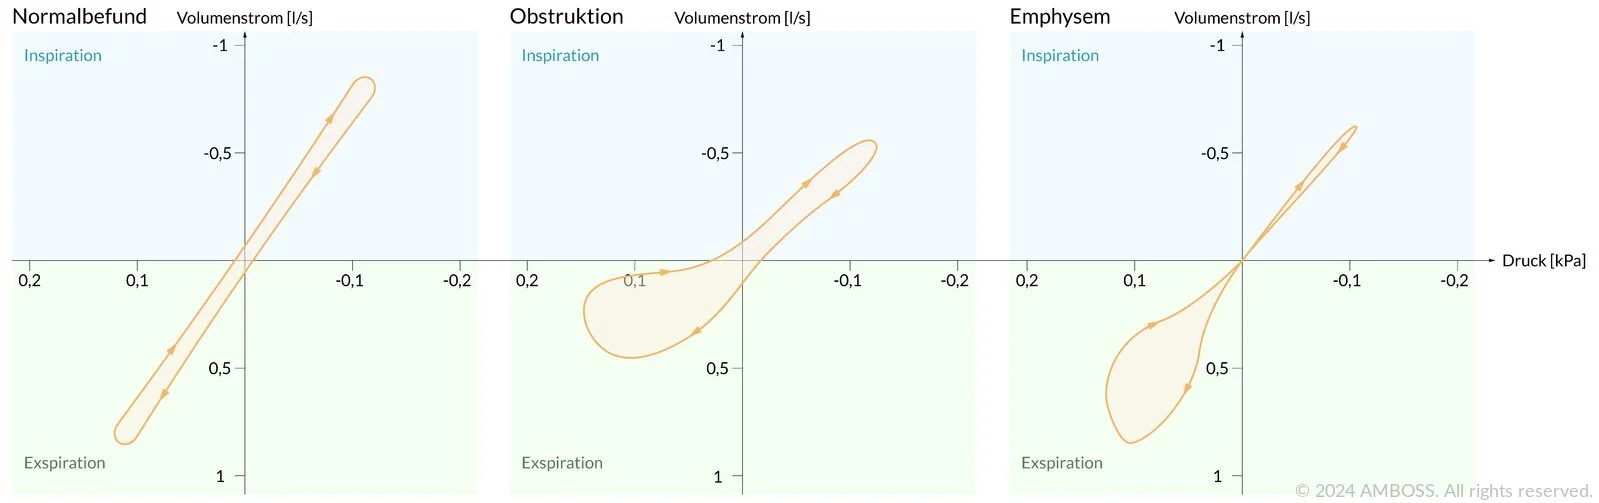 Normalbefund Volumenstrom [l/s]
Inspiration
-1
-0,5
0,2 0,1 -0,1 -0,2
0,5
Exspiration
1
Obstruktion Volumenstrom [l/s]
Inspiration
-1
-0,5
0,2 0,1 -0,1 -0,2
0,5
Exspiration
1
Emphysem Volumenstrom [l/s]
Inspiration
-1
-0,5
Druck [kPa]
0,2 0,1 -0,1 -0,2
0,5
Exspiration
1
© 2024 AMBOSS. All rights reserved.